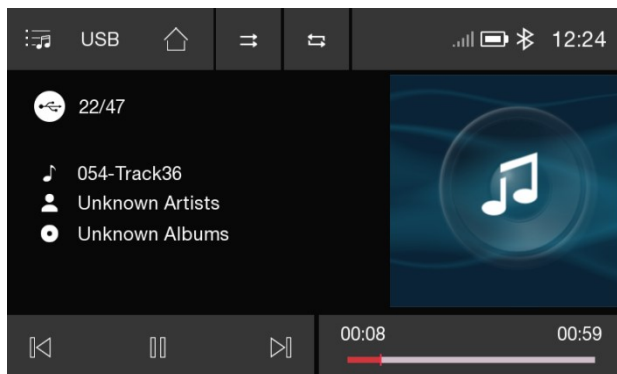 USB
12:24
22/47
054-Track36
Unknown Artists
Unknown Albums
00:08
00:59